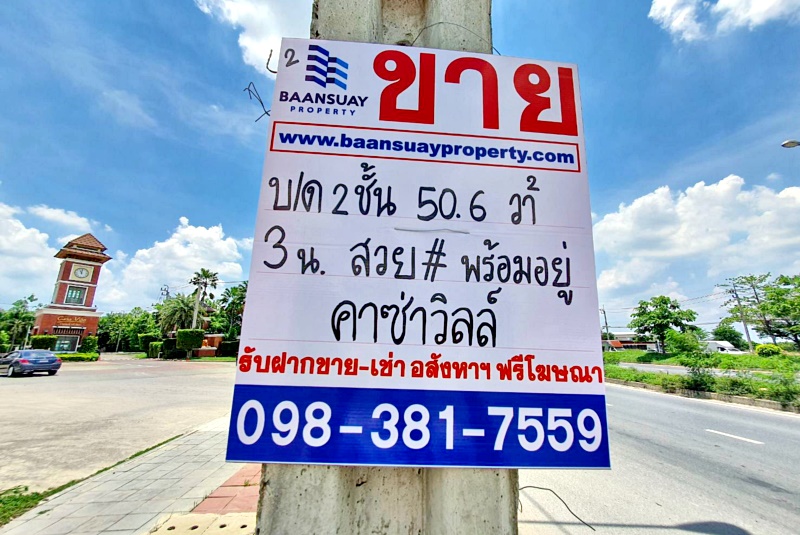 2
BAANSUAY
PROPERTY
ขาย
www.baansuayproperty.com
บ/ด 2 ชั้น 50.6 วา้
3 น. สวย # พร้อมอยู่
คาซ่าวิลล์
รับฝากขาย-เช่า อสังหาฯ ฟรีโฆษณา
098-381-7559
Casa Ville